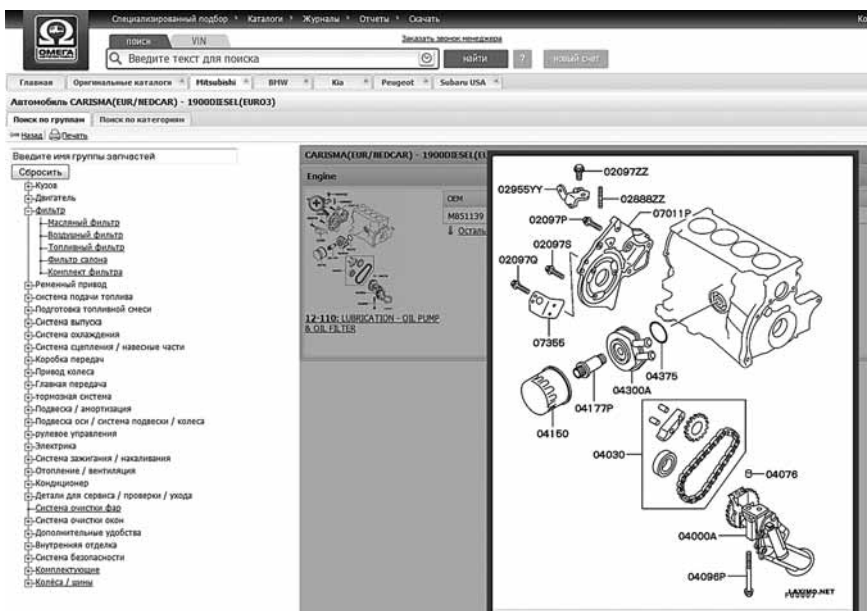 Специализированный подбор Каталоги Журналы Отчеты Скачать
ОМЕГА
поиск VIN Заказать звонок менеджера
Введите текст для поиска найти ? новый счет
Главная Оригинальные каталоги Mitsubishi BMW Kia Peugeot Subaru USA
Автомобиль CARISMA(EUR/NEDCAR) - 1900DIESEL(EURO3)
Поиск по группам Поиск по категориям
Назад Печать
Введите имя группы запчастей
Сбросить
Кузов
Двигатель
фильтр
Масляный фильтр
Воздушный фильтр
Топливный фильтр
Фильтр салона
Комплект фильтра
Ременный привод
система подачи топлива
Подготовка топливной смеси
Система выпуска
Система охлаждения
Система сцепления / навесные части
Коробка передач
Привод колеса
Главная передача
тормозная система
Подвеска / амортизация
Подвеска оси / система подвески / колеса
рулевое управления
Электрика
Система зажигания / накаливания
Отопление / вентиляция
Кондиционер
Детали для сервиса / проверки / ухода
Система очистки фар
Система очистки окон
Дополнительные удобства
Внутренняя отделка
Система безопасности
Комплектующие
Колёса / шины
CARISMA(EUR/NEDCAR) - 1900DIESEL(EU
Engine
OEM
MB51139
Осталь
12-110: LUBRICATION - OIL PUMP
& OIL FILTER
02097ZZ
02955YY
02888ZZ
02097P
07011P
02097S
02097Q
07355
04375
04300A
04177P
04150
04030
04076
04000A
04096P
LAXIMO.NET